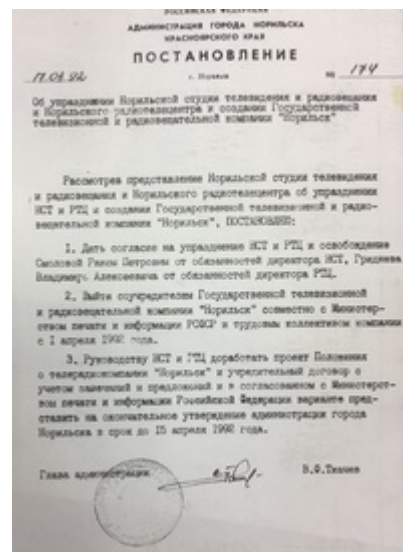 РОССИЙСКАЯ ФЕДЕРАЦИЯ
АДМИНИСТРАЦИЯ ГОРОДА НОРИЛЬСКА
КРАСНОЯРСКОГО КРАЯ
ПОСТАНОВЛЕНИЕ
92 г. Норильск № 174
Об упразднении Норильской студии телевидения и радиовещания
и Норильского радиотелецентра и создании Государственной
телевизионной и радиовещательной компании "Норильск"
Рассмотрев представление Норильской студии телевидения
и радиовещания и Норильского радиотелецентра об упразднении
НСТ и РТЦ и создании Государственной телевизионной и радио-
вещательной компании "Норильск", ПОСТАНОВЛЯЮ:
1. Дать согласие на упразднение НСТ и РТЦ и освобождение
Смоловой Раисы Петровны от обязанностей директора НСТ, Гриднева
Владимира Алексеевича от обязанностей директора РТЦ.
2. Выйти соучредителем Государственной телевизионной
и радиовещательной компании "Норильск" совместно с Министер-
ством печати и информации РСФСР и трудовым коллективом компании
с 1 апреля 1992 года.
3. Руководству НСТ и РТЦ доработать проект Положения
о телерадиокомпании "Норильск" и учредительный договор с
учетом замечаний и предложений и в согласованном с Министерст-
вом печати и информации Российской Федерации варианте пред-
ставить на окончательное утверждение администрации города
Норильска в срок до 15 апреля 1992 года.
Глава администрации В.Ф.Ткачев